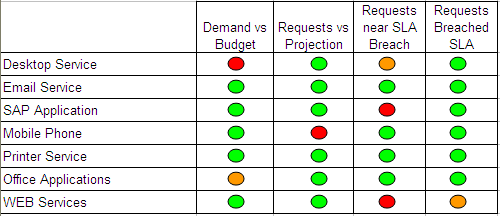 Demand vs
Budget
Requests vs
Projection
Requests
near SLA
Breach
Requests
Breached
SLA
Desktop Service
Email Service
SAP Application
Mobile Phone
Printer Service
Office Applications
WEB Services